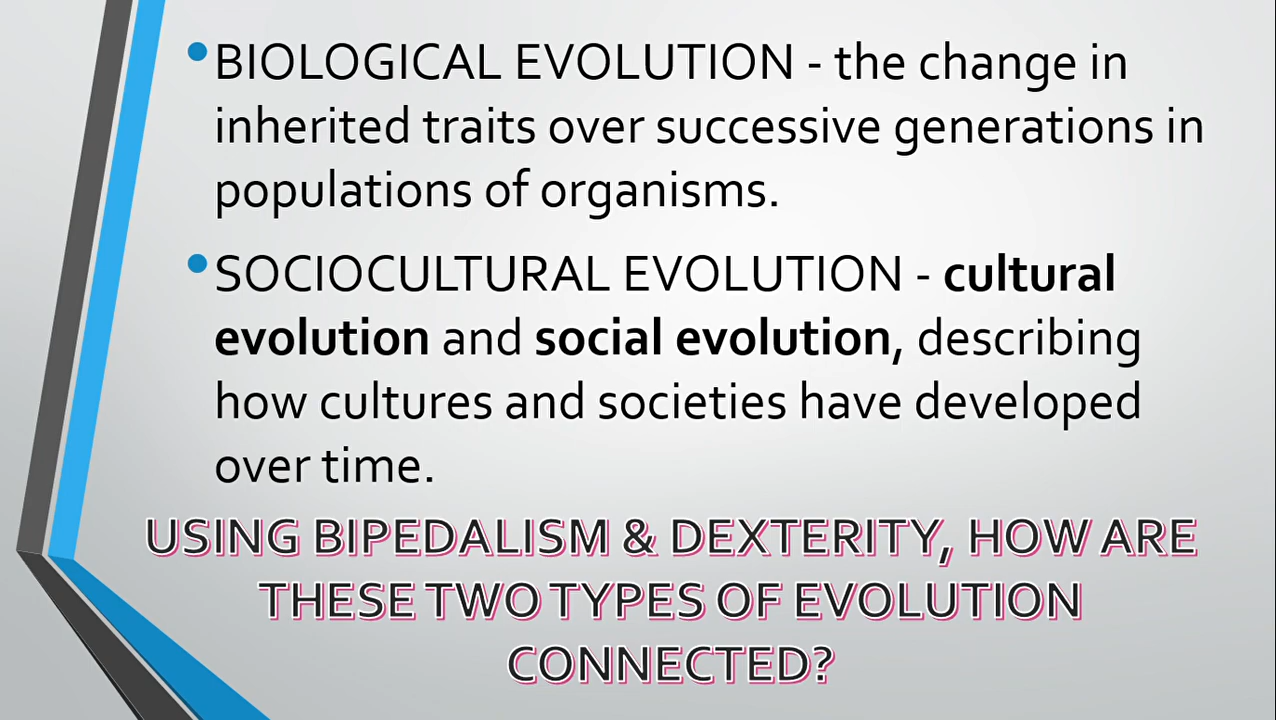 •BIOLOGICAL EVOLUTION - the change in
inherited traits over successive generations in
populations of organisms.
•SOCIOCULTURAL EVOLUTION - cultural
evolution and social evolution, describing
how cultures and societies have developed
over time.
USING BIPEDALISM & DEXTERITY, HOW ARE
THESE TWO TYPES OF EVOLUTION
CONNECTED?